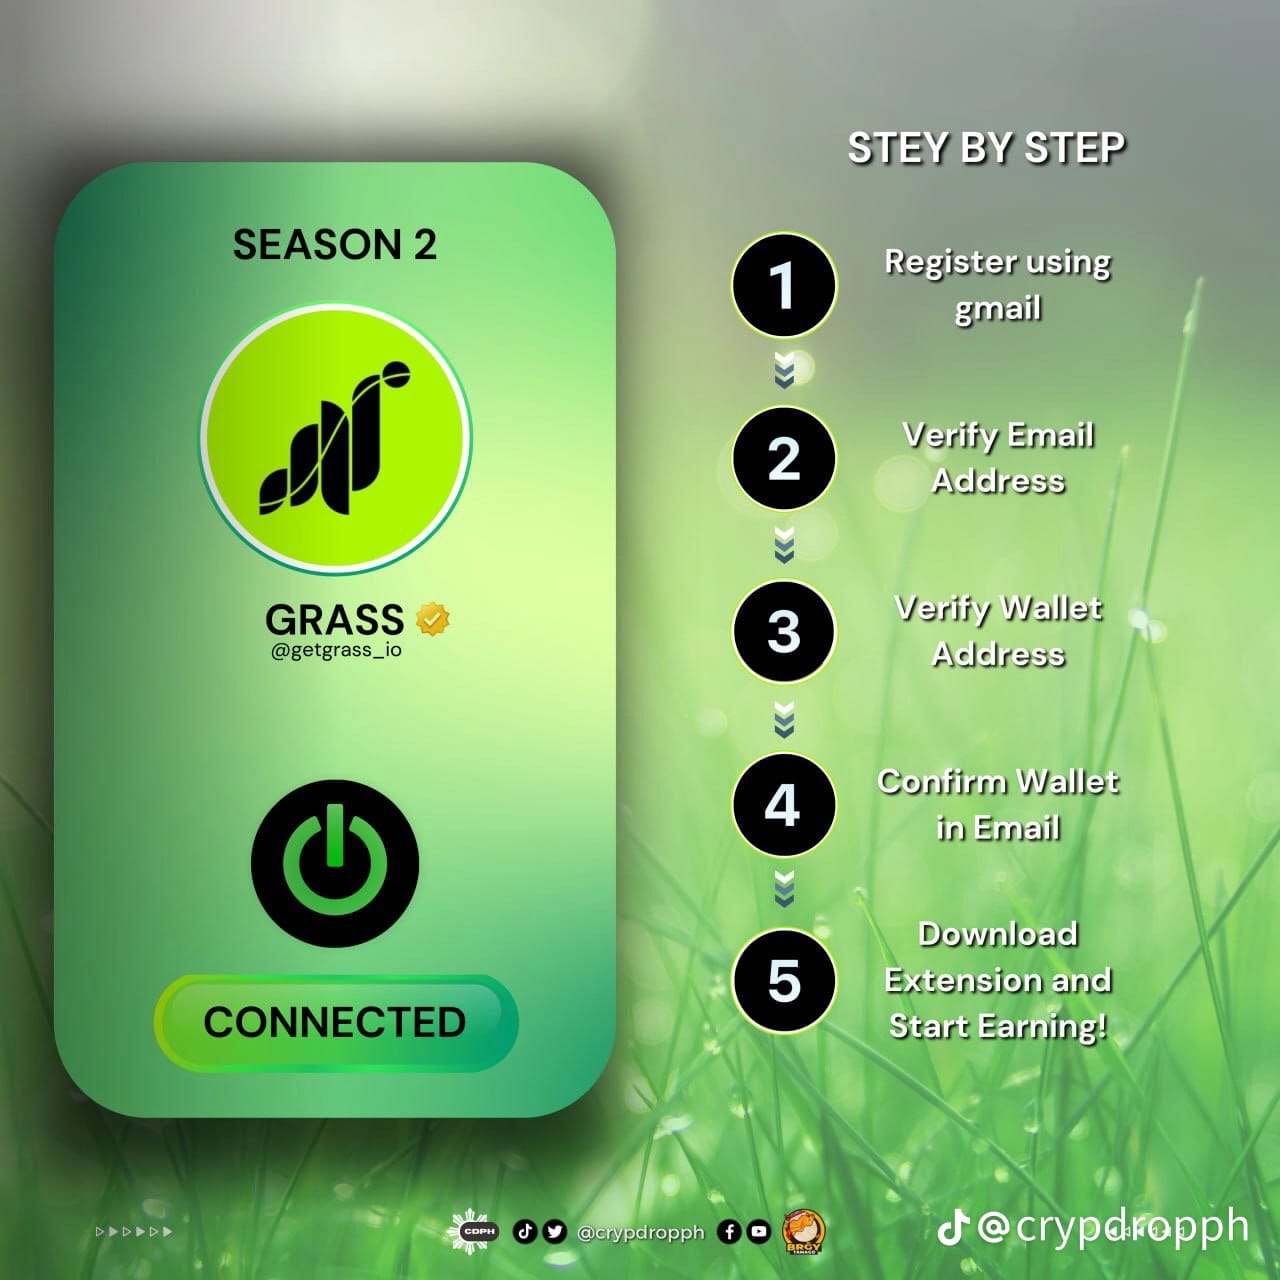 SEASON 2
GRASS
@getgrass_io
CONNECTED
STEY BY STEP
1
Register using
gmail
2
Verify Email
Address
3
Verify Wallet
Address
4
Confirm Wallet
in Email
5
Download
Extension and
Start Earning!
CDPH
@crypdropph
BRGY
TAMAGO
@crypdropph